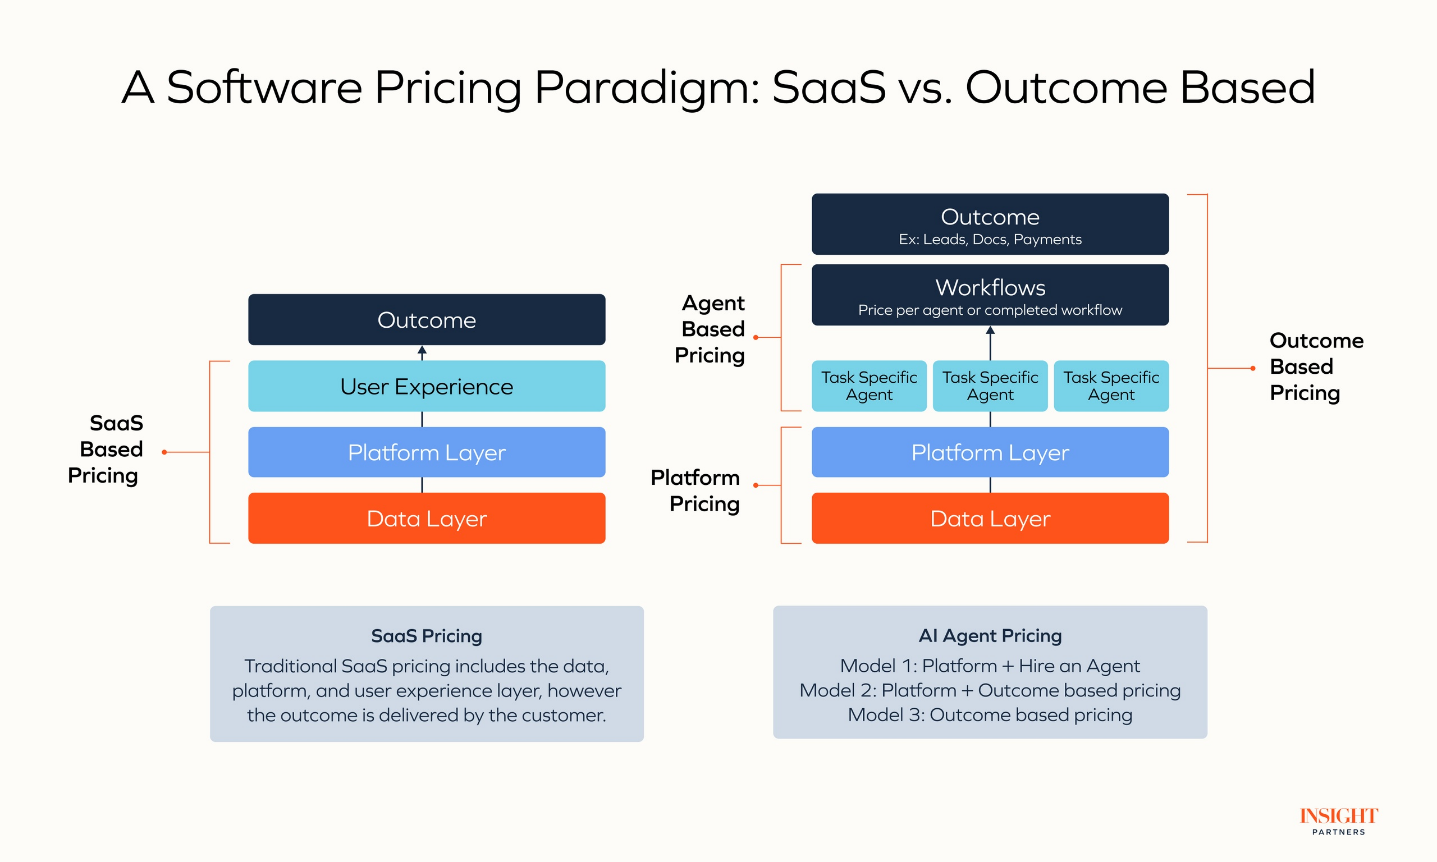 A Software Pricing Paradigm: SaaS vs. Outcome Based
Outcome
User Experience
Platform Layer
Data Layer
SaaS
Based
Pricing
SaaS Pricing
Traditional SaaS pricing includes the data,
platform, and user experience layer, however
the outcome is delivered by the customer.
Outcome
Ex: Leads, Docs, Payments
Workflows
Price per agent or completed workflow
Agent
Based
Pricing
Task Specific
Agent
Task Specific
Agent
Task Specific
Agent
Platform Layer
Data Layer
Platform
Pricing
Outcome
Based
Pricing
AI Agent Pricing
Model 1: Platform + Hire an Agent
Model 2: Platform + Outcome based pricing
Model 3: Outcome based pricing
INSIGHT
PARTNERS